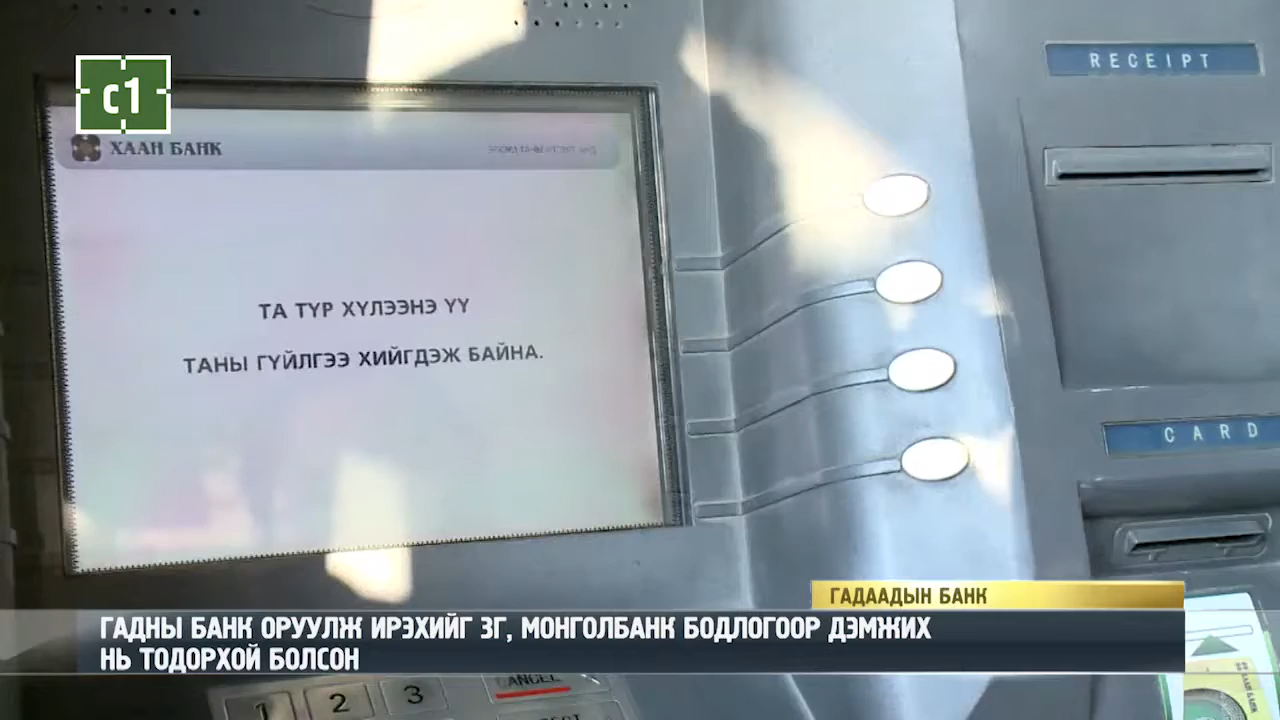 RECEIPT
c1
ХААН БАНК
ТА ТҮР ХҮЛЭЭНЭ ҮҮ
ТАНЫ ГҮЙЛГЭЭ ХИЙГДЭЖ БАЙНА.
CARD
ГАДААДЫН БАНК
ГАДНЫ БАНК ОРУУЛЖ ИРЭХИЙГ ЗГ, МОНГОЛБАНК БОДЛОГООР ДЭМЖИХ
НЬ ТОДОРХОЙ БОЛСОН
1 2 3 CANCEL